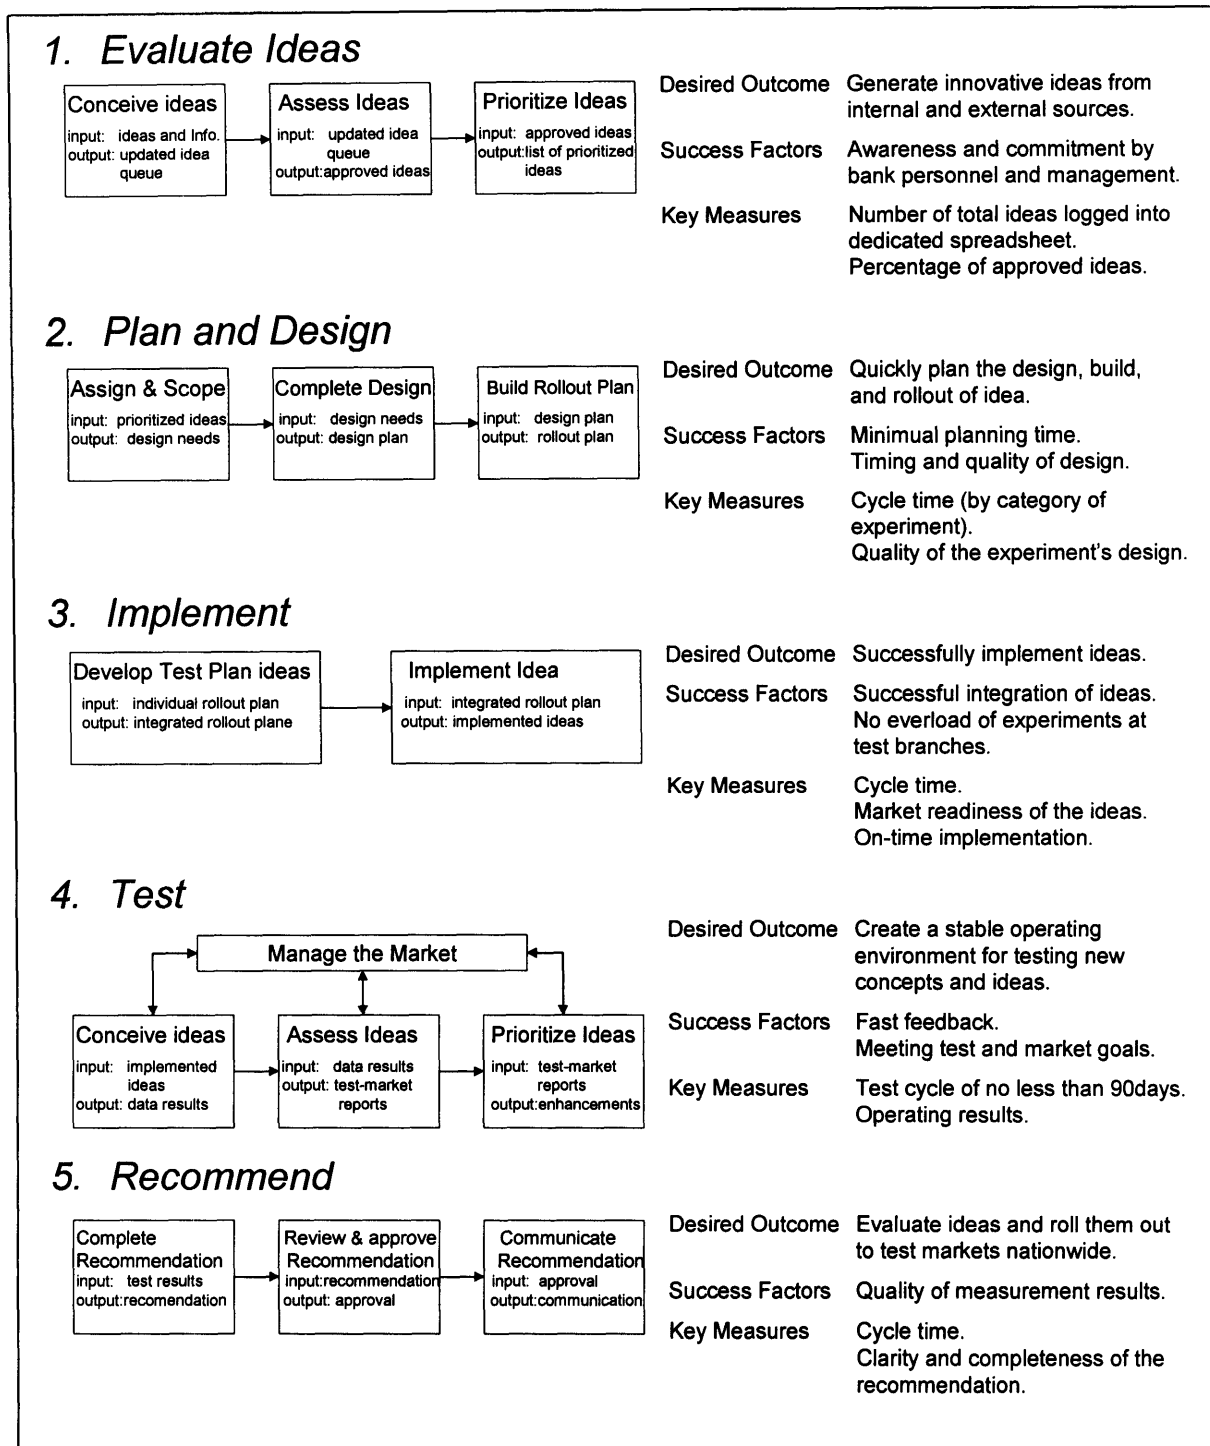 1. Evaluate Ideas
Conceive ideas
input: ideas and Info.
output: updated idea
queue
Assess Ideas
input: updated idea
queue
output:approved ideas
Prioritize Ideas
input: approved ideas
output:list of prioritized
ideas
Desired Outcome Generate innovative ideas from
internal and external sources.
Success Factors Awareness and commitment by
bank personnel and management.
Key Measures Number of total ideas logged into
dedicated spreadsheet.
Percentage of approved ideas.
2. Plan and Design
Assign & Scope
input: prioritized ideas
output: design needs
Complete Design
input: design needs
output: design plan
Build Rollout Plan
input: design plan
output: rollout plan
Desired Outcome Quickly plan the design, build,
and rollout of idea.
Success Factors Minimual planning time.
Timing and quality of design.
Key Measures Cycle time (by category of
experiment).
Quality of the experiment's design.
3. Implement
Develop Test Plan ideas
input: individual rollout plan
output: integrated rollout plane
Implement Idea
input: integrated rollout plan
output: implemented ideas
Desired Outcome Successfully implement ideas.
Success Factors Successful integration of ideas.
No everload of experiments at
test branches.
Key Measures Cycle time.
Market readiness of the ideas.
On-time implementation.
4. Test
Manage the Market
Conceive ideas
input: implemented
ideas
output: data results
Assess Ideas
input: data results
output: test-market
reports
Prioritize Ideas
input: test-market
reports
output:enhancements
Desired Outcome Create a stable operating
environment for testing new
concepts and ideas.
Success Factors Fast feedback.
Meeting test and market goals.
Key Measures Test cycle of no less than 90days.
Operating results.
5. Recommend
Complete
Recommendation
input: test results
output:recomendation
Review & approve
Recommendation
input:recommendation
output: approval
Communicate
Recommendation
input: approval
output:communication
Desired Outcome Evaluate ideas and roll them out
to test markets nationwide.
Success Factors Quality of measurement results.
Key Measures Cycle time.
Clarity and completeness of the
recommendation.